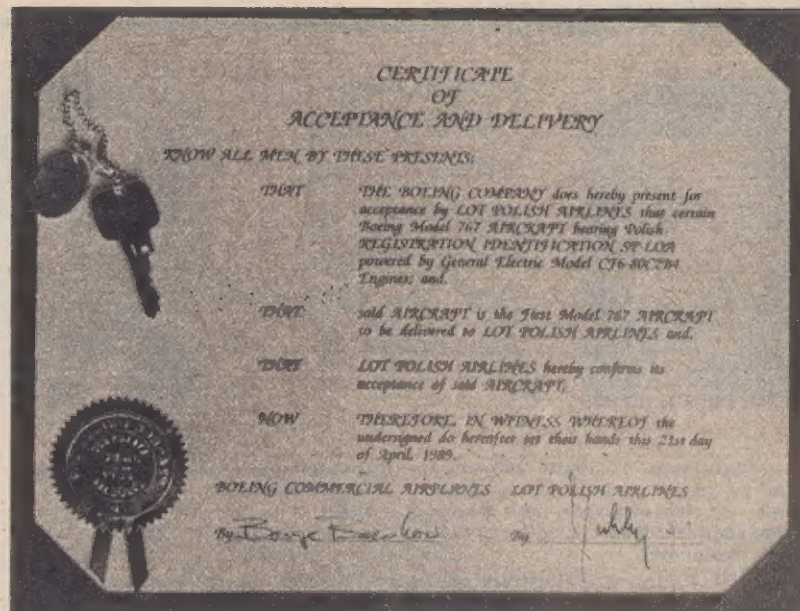 CERTIFICATE
OF
ACCEPTANCE AND DELIVERY
KNOW ALL MEN BY THESE PRESENTS:
THAT THE BOEING COMPANY does hereby present for
acceptance by LOT POLISH AIRLINES that certain
Boeing Model 767 AIRCRAFT bearing Polish
REGISTRATION IDENTIFICATION SP-LOA
powered by General Electric Model CF6-80C2B4
Engines; and,
THAT said AIRCRAFT is the First Model 767 AIRCRAFT
to be delivered to LOT POLISH AIRLINES and,
THAT LOT POLISH AIRLINES hereby confirms its
acceptance of said AIRCRAFT,
NOW THEREFORE, IN WITNESS WHEREOF the
undersigned do hereafter set their hands this 21st day
of April, 1989.
BOEING COMMERCIAL AIRPLANES LOT POLISH AIRLINES
By By